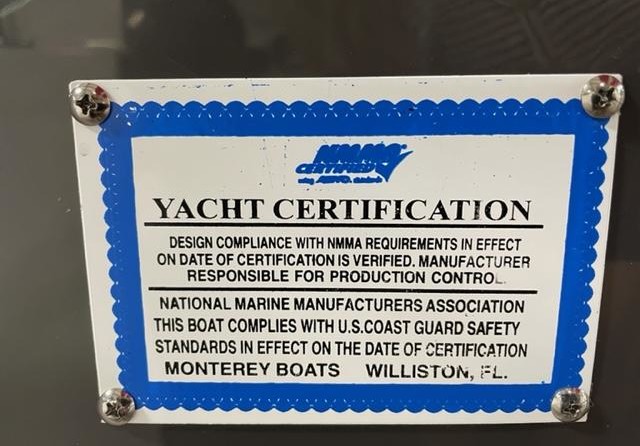 NMMA
CERTIFIED
YACHT CERTIFICATION
DESIGN COMPLIANCE WITH NMMA REQUIREMENTS IN EFFECT
ON DATE OF CERTIFICATION IS VERIFIED. MANUFACTURER
RESPONSIBLE FOR PRODUCTION CONTROL.
NATIONAL MARINE MANUFACTURERS ASSOCIATION
THIS BOAT COMPLIES WITH U.S.COAST GUARD SAFETY
STANDARDS IN EFFECT ON THE DATE OF CERTIFICATION
MONTEREY BOATS WILLISTON, FL.